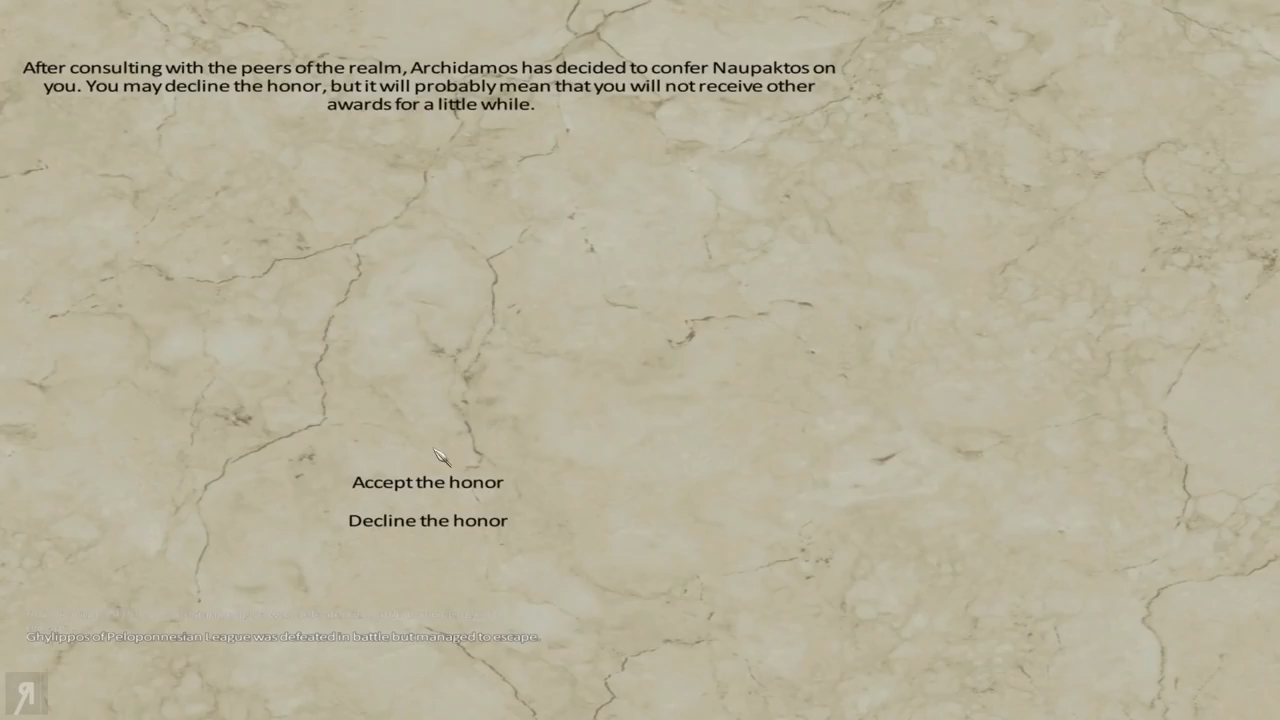 After consulting with the peers of the realm, Archidamos has decided to confer Naupaktos on
you. You may decline the honor, but it will probably mean that you will not receive other
awards for a little while.
Accept the honor
Decline the honor
Ghylippos of Peloponnesian League was defeated in battle but managed to escape.